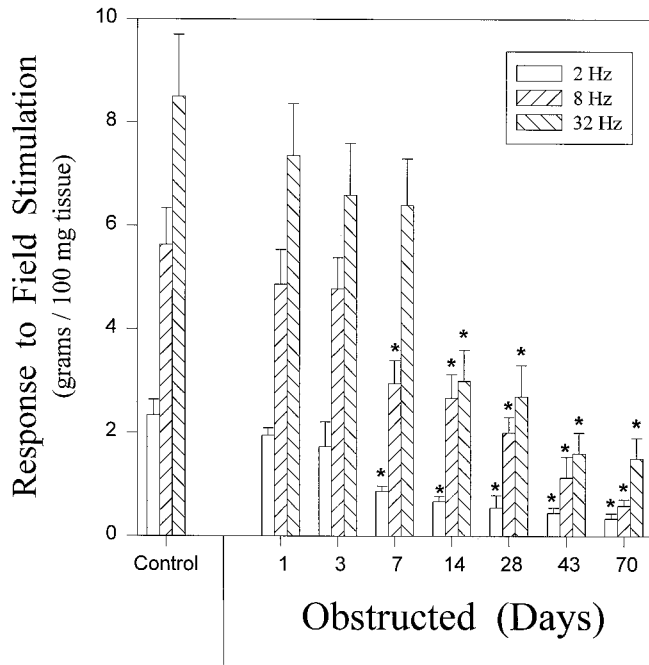 Response to Field Stimulation
(grams / 100 mg tissue)
10
8
6
4
2
0
2 Hz
8 Hz
32 Hz
* * * * * * * * * * * * * *
Control 1 3 7 14 28 43 70
Obstructed (Days)